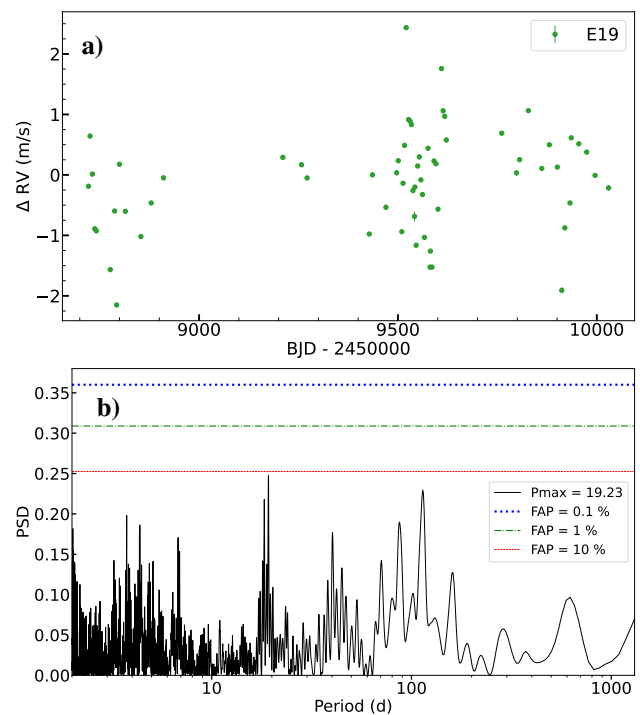 a)
E19
2
1
0
−1
−2
Δ RV (m/s)
9000
9500
10000
BJD - 2450000
b)
0.35
0.30
0.25
0.20
0.15
0.10
0.05
0.00
PSD
Pmax = 19.23
FAP = 0.1 %
FAP = 1 %
FAP = 10 %
10
100
1000
Period (d)